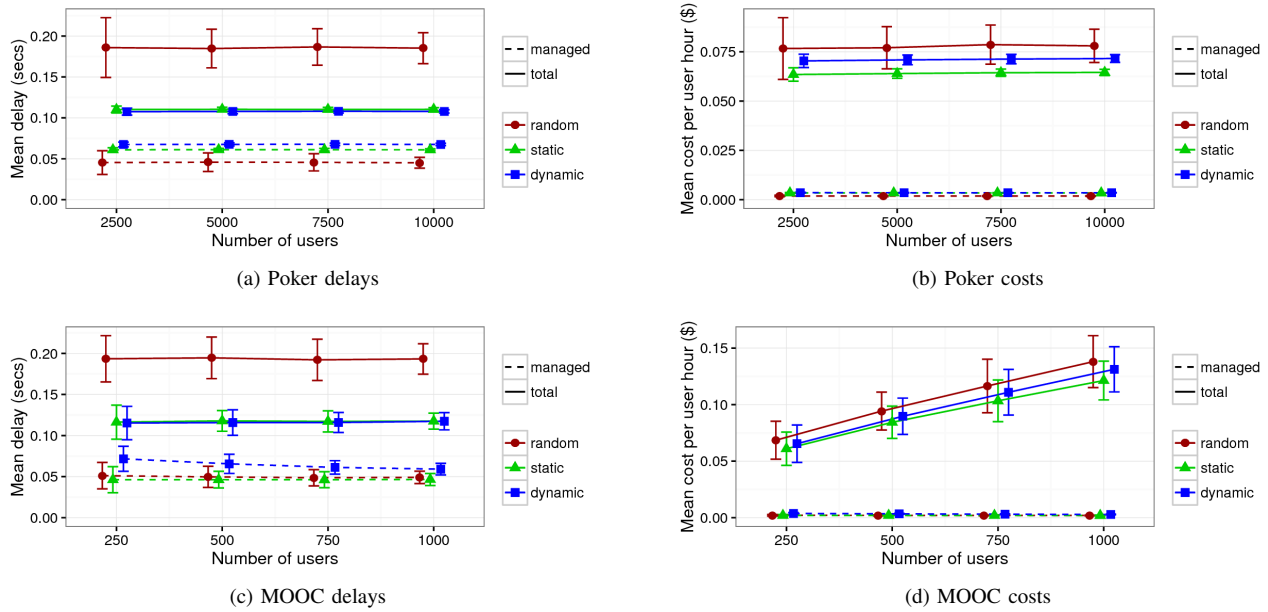 Mean delay (secs)
0.20
0.15
0.10
0.05
0.00
2500 5000 7500 10000
Number of users
managed
total
random
static
dynamic
(a) Poker delays
Mean cost per user hour ($)
0.075
0.050
0.025
0.000
2500 5000 7500 10000
Number of users
managed
total
random
static
dynamic
(b) Poker costs
Mean delay (secs)
0.20
0.15
0.10
0.05
0.00
250 500 750 1000
Number of users
managed
total
random
static
dynamic
(c) MOOC delays
Mean cost per user hour ($)
0.15
0.10
0.05
0.00
250 500 750 1000
Number of users
managed
total
random
static
dynamic
(d) MOOC costs